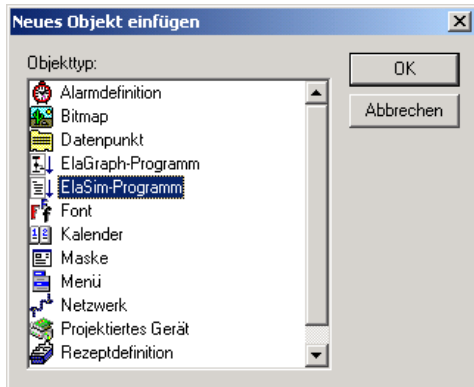 Neues Objekt einfügen
Objekttyp:
OK
Abbrechen
Alarmdefinition
Bitmap
Datenpunkt
ElaGraph-Programm
ElaSim-Programm
Font
Kalender
Maske
Menü
Netzwerk
Projektiertes Gerät
Rezeptdefinition